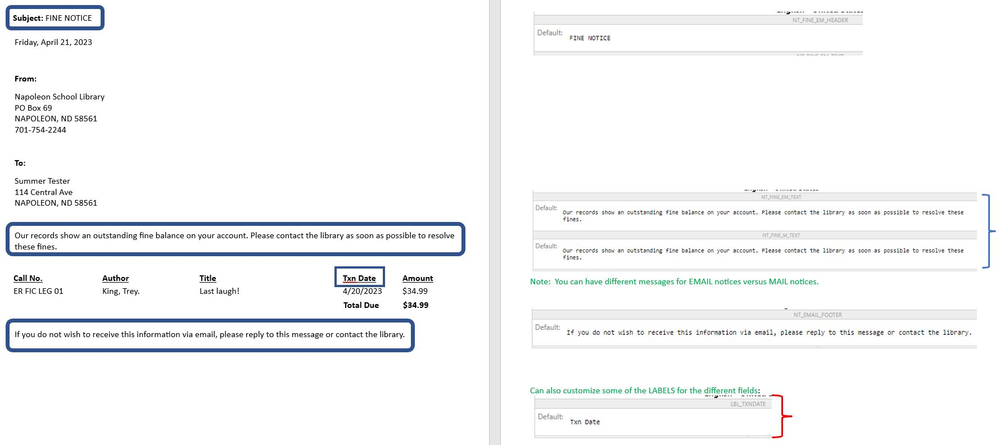 Subject: FINE NOTICE
Friday, April 21, 2023
From:
Napoleon School Library
PO Box 69
NAPOLEON, ND 58561
701-754-2244
To:
Summer Tester
114 Central Ave
NAPOLEON, ND 58561
Our records show an outstanding fine balance on your account. Please contact the library as soon as possible to resolve
these fines.
Call No. Author Title Txn Date Amount
ER FIC LEG 01 King, Trey. Last laugh! 4/20/2023 $34.99
Total Due $34.99
If you do not wish to receive this information via email, please reply to this message or contact the library.
NT_FINE_EM_HEADER
Default:
FINE NOTICE
NT_FINE_EM_TEXT
Default:
Our records show an outstanding fine balance on your account. Please contact the library as soon as possible to resolve these
fines.
NT_FINE_M_TEXT
Default:
Our records show an outstanding fine balance on your account. Please contact the library as soon as possible to resolve these
fines.
Note: You can have different messages for EMAIL notices versus MAIL notices.
NT_EMAIL_FOOTER
Default:
If you do not wish to receive this information via email, please reply to this message or contact the library.
Can also customize some of the LABELS for the different fields:
LBL_TXNDATE
Default:
Txn Date